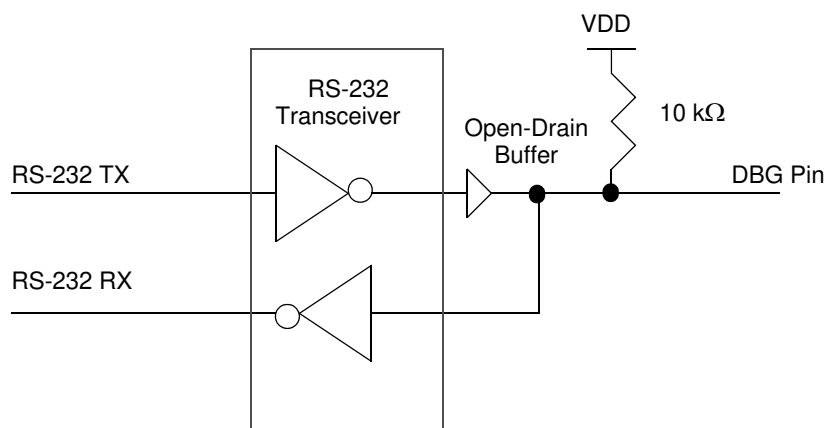 VDD
RS-232
Transceiver
10 kΩ
Open-Drain
Buffer
RS-232 TX
DBG Pin
RS-232 RX